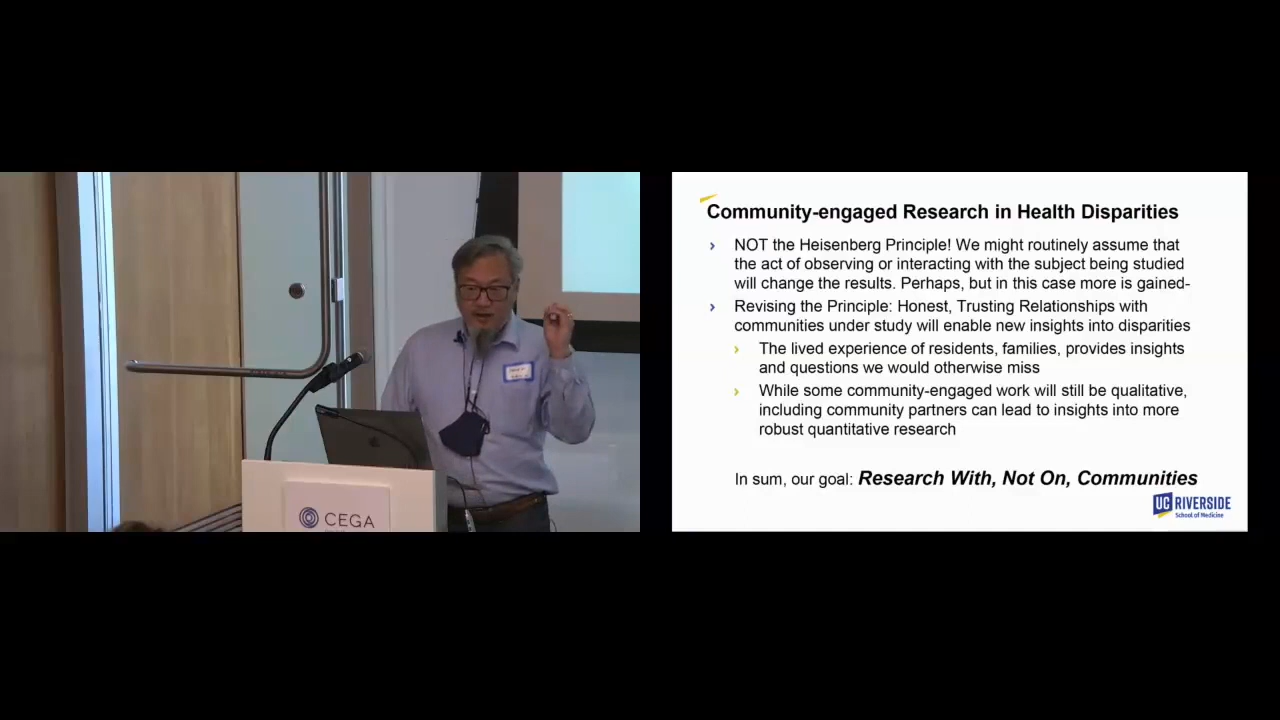 CEGA
Community-engaged Research in Health Disparities
NOT the Heisenberg Principle! We might routinely assume that
the act of observing or interacting with the subject being studied
will change the results. Perhaps, but in this case more is gained-
Revising the Principle: Honest, Trusting Relationships with
communities under study will enable new insights into disparities
The lived experience of residents, families, provides insights
and questions we would otherwise miss
While some community-engaged work will still be qualitative,
including community partners can lead to insights into more
robust quantitative research
In sum, our goal: Research With, Not On, Communities
UC RIVERSIDE
School of Medicine